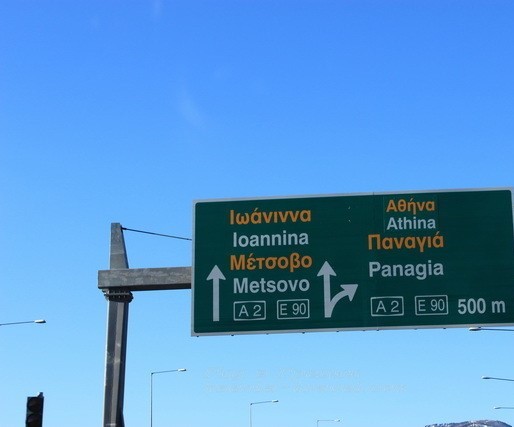 Ιωάννινα
Ioannina
Μέτσοβο
Metsovo
A 2 E 90
Αθήνα
Athina
Παναγιά
Panagia
A 2 E 90 500 m